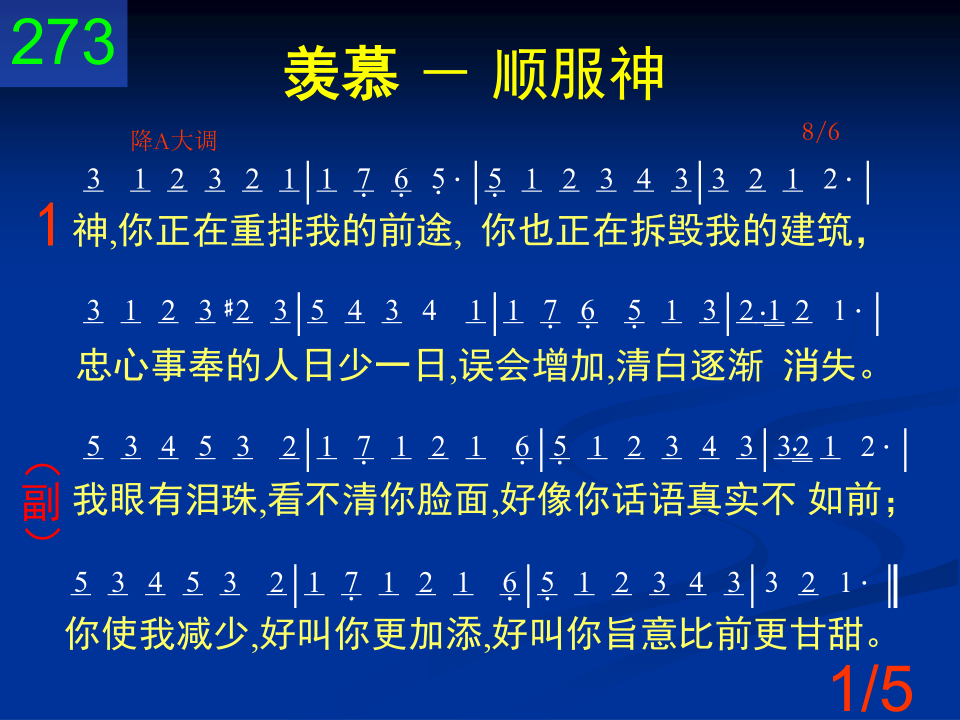 273
羡慕 － 顺服神
降A大调
8/6
3 1 2 3 2 1|1 7 6 5·|5 1 2 3 4 3|3 2 1 2·|
1 神,你正在重排我的前途, 你也正在拆毁我的建筑,
3 1 2 3 #2 3|5 4 3 4 1|1 7 6 5 1 3|2·1 2 1·|
忠心事奉的人日少一日,误会增加,清白逐渐 消失。
5 3 4 5 3 2|1 7 1 2 1 6|5 1 2 3 4 3|3·2 1 2·|
(副) 我眼有泪珠,看不清你脸面,好像你话语真实不 如前;
5 3 4 5 3 2|1 7 1 2 1 6|5 1 2 3 4 3|3 2 1·‖
你使我减少,好叫你更加添,好叫你旨意比前更甘甜。
1/5